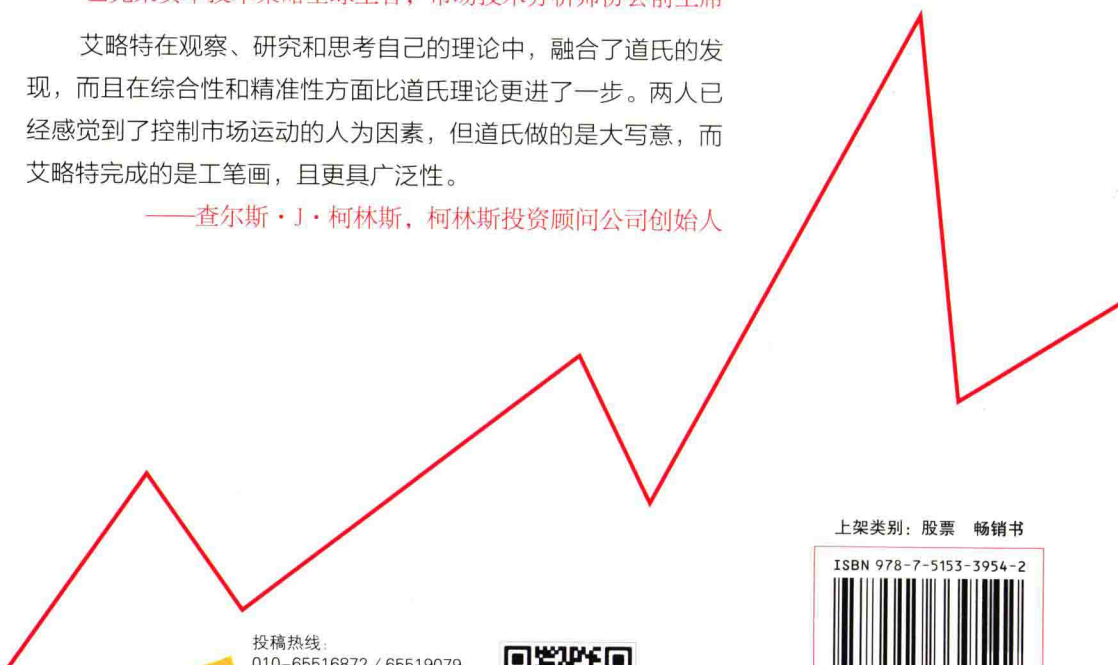 艾略特在观察、研究和思考自己的理论中，融合了道氏的发
现，而且在综合性和精准性方面比道氏理论更进了一步。两人已
经感觉到了控制市场运动的人为因素，但道氏做的是大写意，而
艾略特完成的是工笔画，且更具广泛性。
——查尔斯·J·柯林斯，柯林斯投资顾问公司创始人
上架类别：股票 畅销书
ISBN 978-7-5153-3954-2
投稿热线：
010-65516872 / 65519079